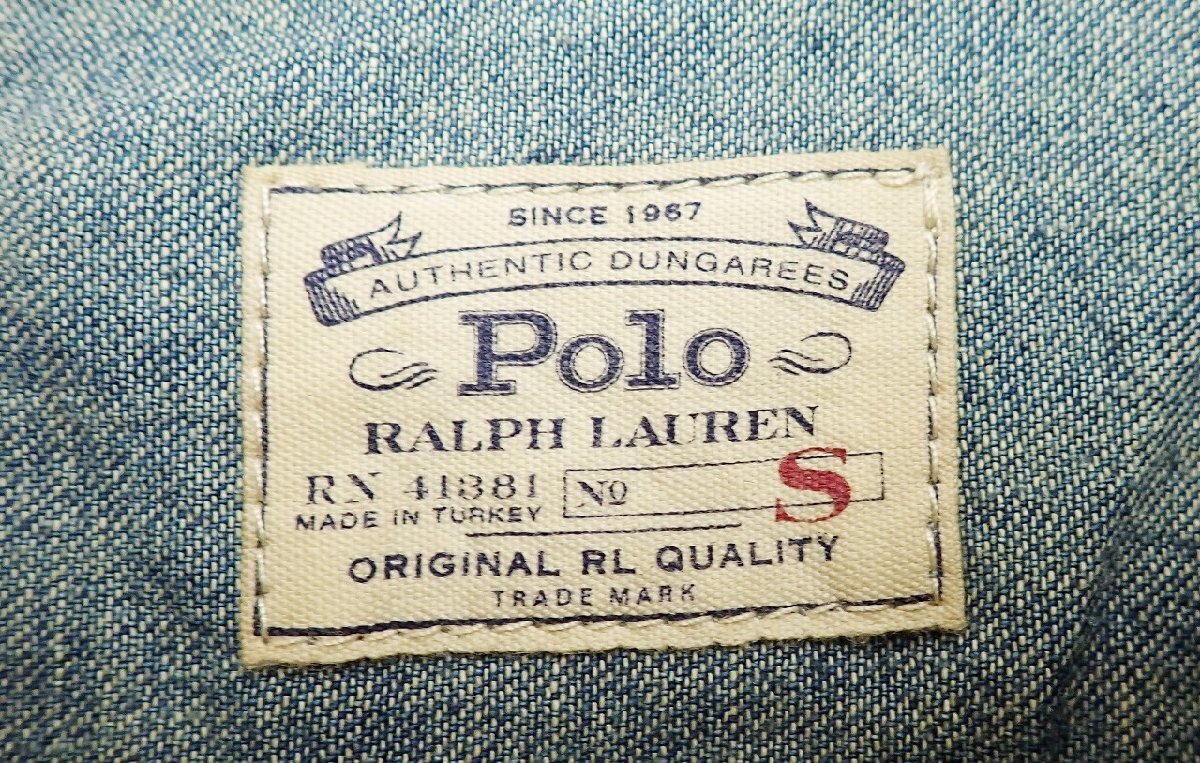 SINCE 1967
AUTHENTIC DUNGAREES
Polo
RALPH LAUREN
RN 41381 No S
MADE IN TURKEY
ORIGINAL RL QUALITY
TRADE MARK